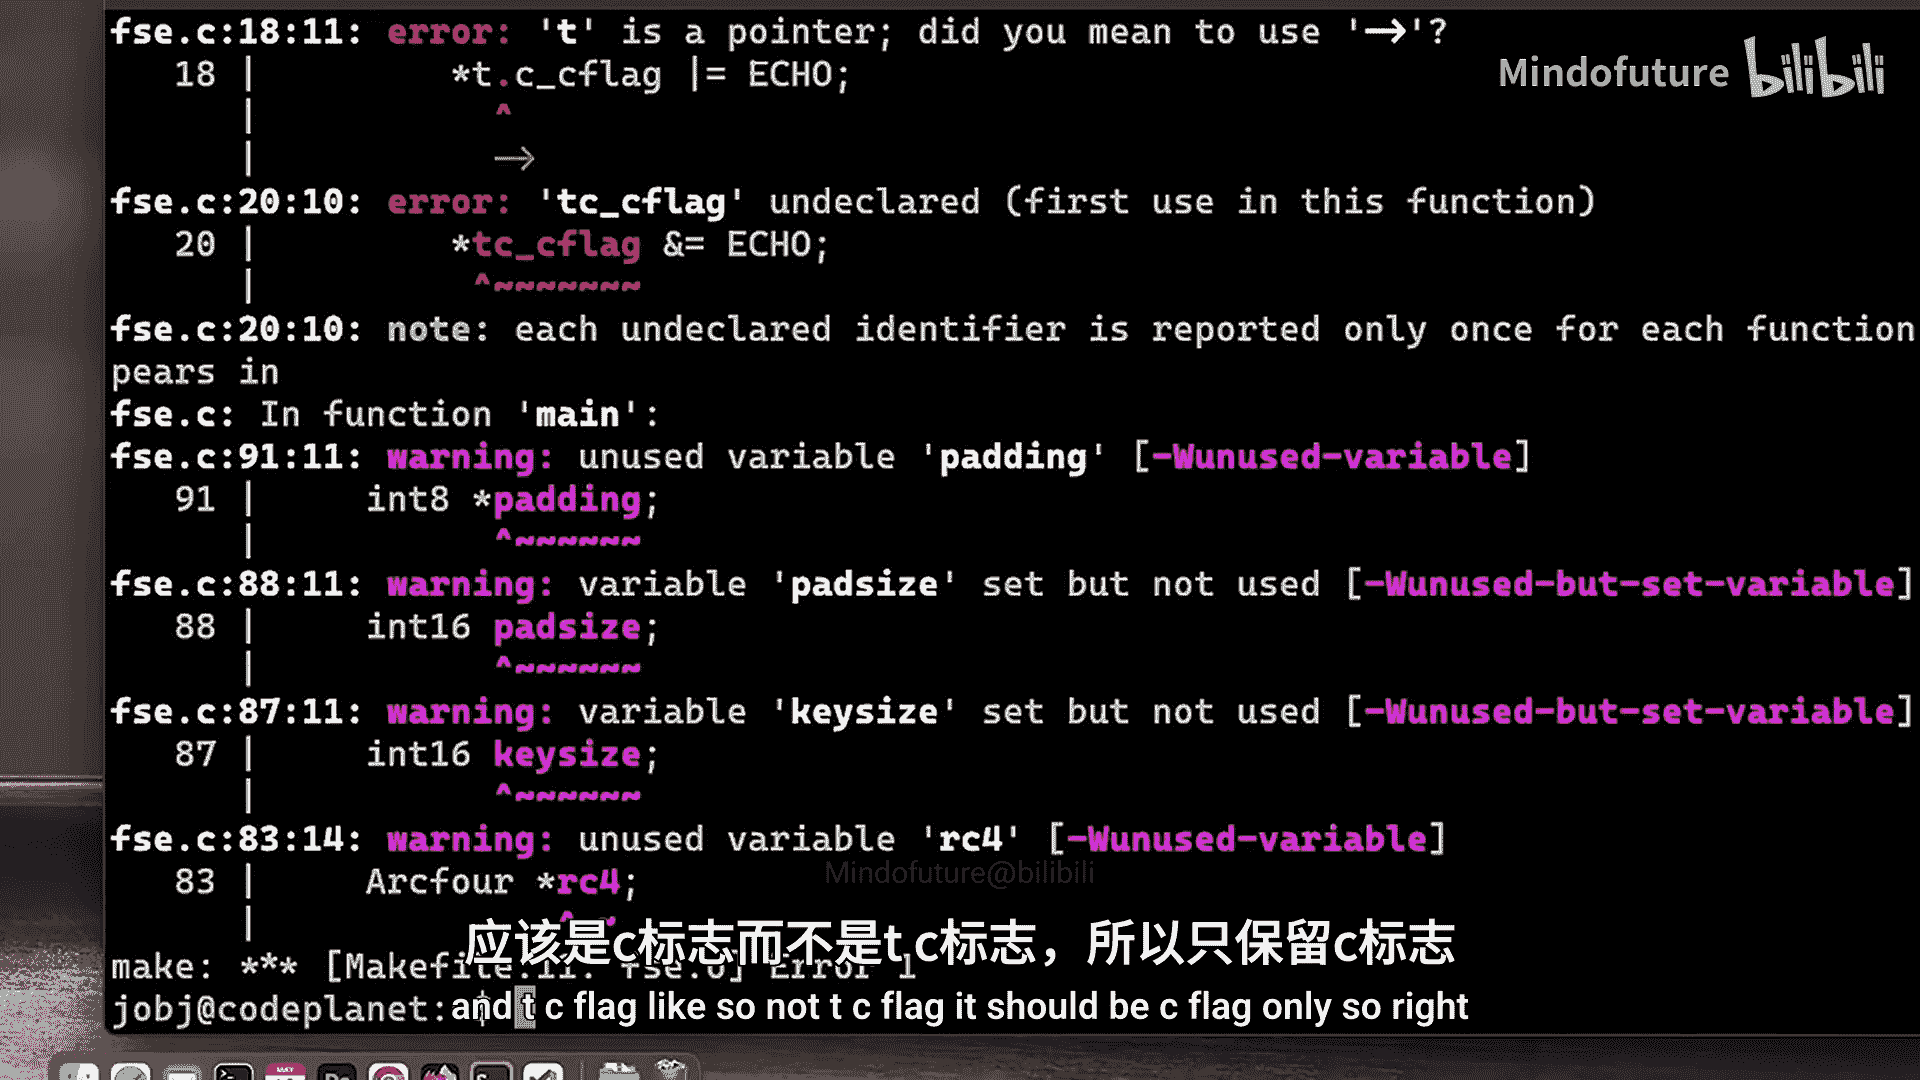 fse.c:18:11: error: 't' is a pointer; did you mean to use '->'?
18 | *t.c_cflag |= ECHO;
| ^
| ->
fse.c:20:10: error: 'tc_cflag' undeclared (first use in this function)
20 | *tc_cflag &= ECHO;
| ^~~~~~~~
fse.c:20:10: note: each undeclared identifier is reported only once for each function
pears in
fse.c: In function 'main':
fse.c:91:11: warning: unused variable 'padding' [-Wunused-variable]
91 | int8 *padding;
| ^~~~~~~
fse.c:88:11: warning: variable 'padsize' set but not used [-Wunused-but-set-variable]
88 | int16 padsize;
| ^~~~~~~
fse.c:87:11: warning: variable 'keysize' set but not used [-Wunused-but-set-variable]
87 | int16 keysize;
| ^~~~~~~
fse.c:83:14: warning: unused variable 'rc4' [-Wunused-variable]
83 | Arcfour *rc4;
| ^~~
make: *** [Makefile:11: fse.o] Error 1
jobj@codeplanet:
Mindofuture bilibili
Mindofuture@bilibili
应该是c标志而不是t c标志，所以只保留c标志
and t c flag like so not t c flag it should be c flag only so right